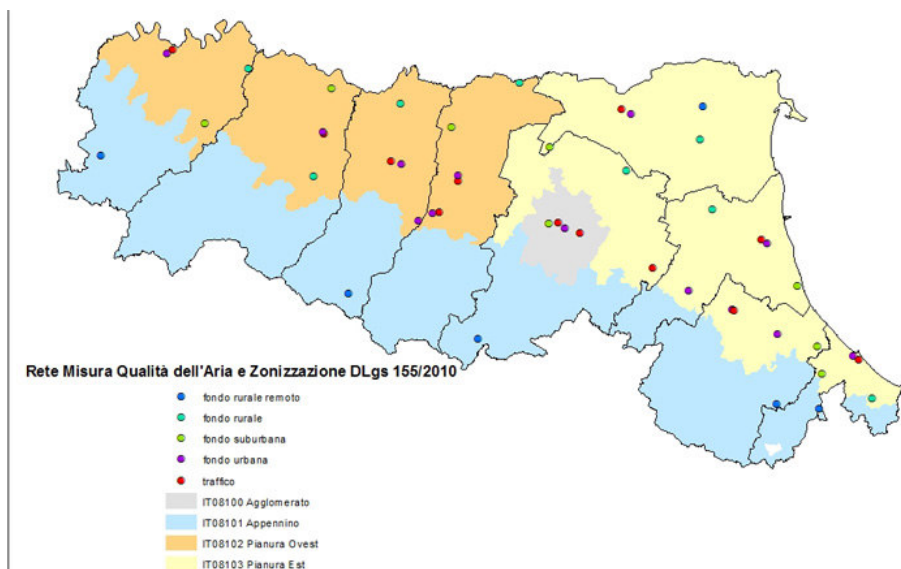 Rete Misura Qualità dell'Aria e Zonizzazione DLgs 155/2010
fondo rurale remoto
fondo rurale
fondo suburbana
fondo urbana
traffico
IT08100 Agglomerato
IT08101 Appennino
IT08102 Pianura Ovest
IT08103 Pianura Est